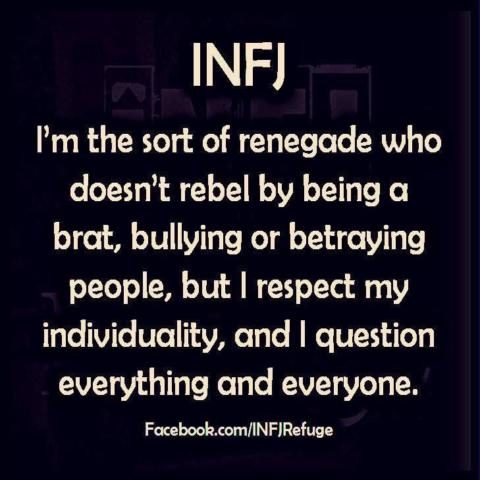 INFJ
I'm the sort of renegade who
doesn't rebel by being a
brat, bullying or betraying
people, but I respect my
individuality, and I question
everything and everyone.
Facebook.com/INFJRefuge